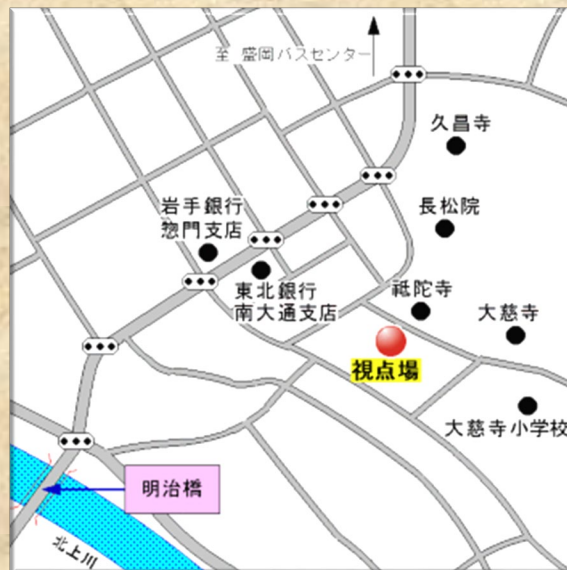 至 盛岡バスセンター
久昌寺
長松院
岩手銀行
惣門支店
東北銀行
南大通支店
祗陀寺
大慈寺
視点場
大慈寺小学校
明治橋
北上川